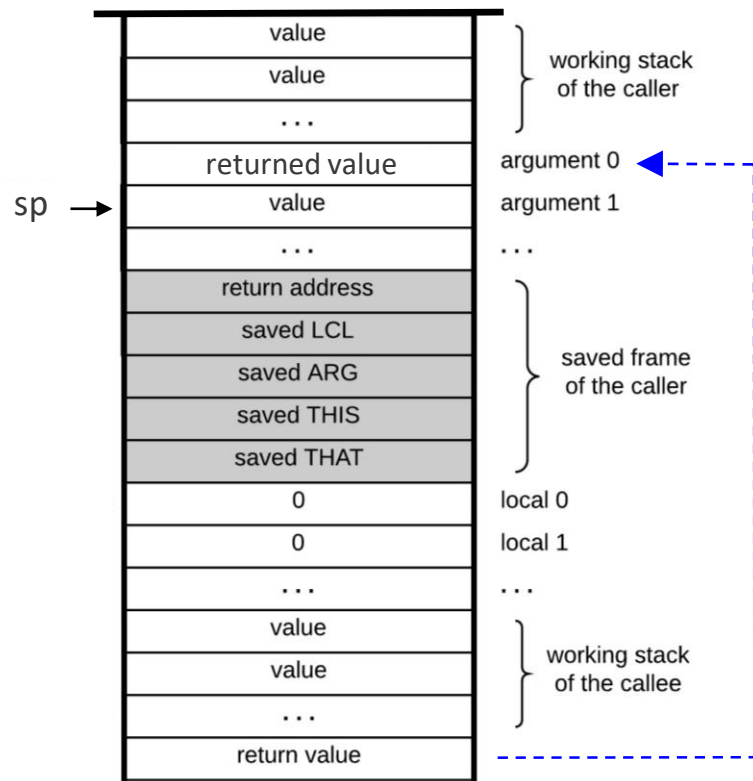 value
value
...
working stack
of the caller
returned value
argument 0
sp
value
argument 1
...
...
return address
saved LCL
saved ARG
saved THIS
saved THAT
saved frame
of the caller
0
local 0
0
local 1
...
...
value
value
...
working stack
of the callee
return value